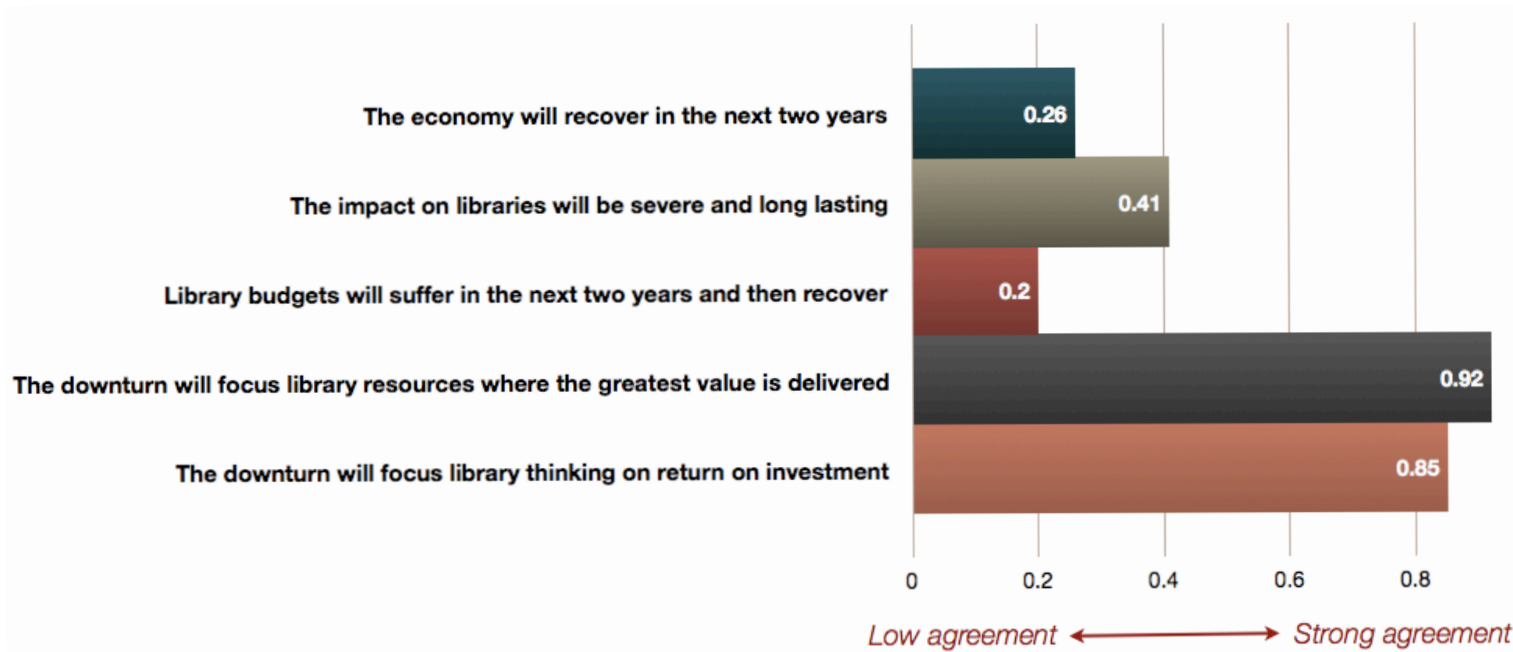 The economy will recover in the next two years
0.26
The impact on libraries will be severe and long lasting
0.41
Library budgets will suffer in the next two years and then recover
0.2
The downturn will focus library resources where the greatest value is delivered
0.92
The downturn will focus library thinking on return on investment
0.85
0 0.2 0.4 0.6 0.8
Low agreement Strong agreement